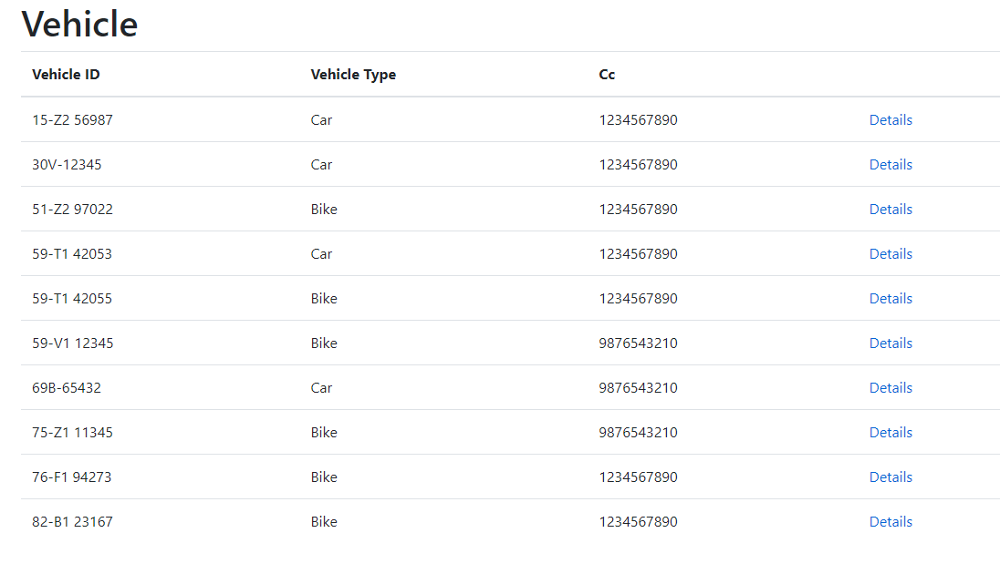 Vehicle
Vehicle ID Vehicle Type Cc
15-Z2 56987 Car 1234567890 Details
30V-12345 Car 1234567890 Details
51-Z2 97022 Bike 1234567890 Details
59-T1 42053 Car 1234567890 Details
59-T1 42055 Bike 1234567890 Details
59-V1 12345 Bike 9876543210 Details
69B-65432 Car 9876543210 Details
75-Z1 11345 Bike 9876543210 Details
76-F1 94273 Bike 1234567890 Details
82-B1 23167 Bike 1234567890 Details